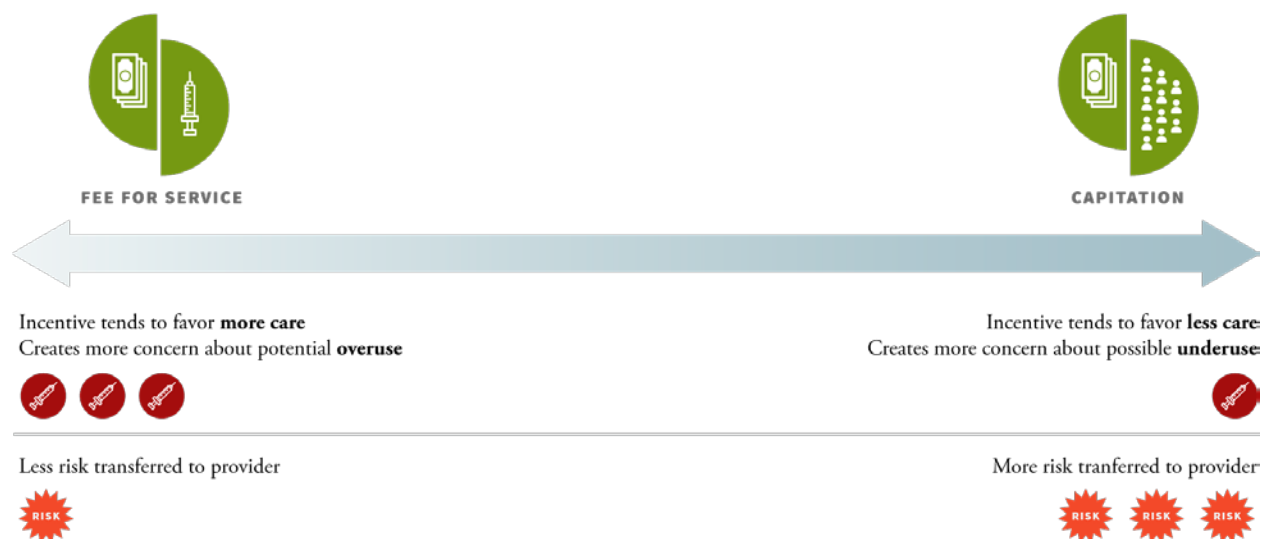 FEE FOR SERVICE
CAPITATION
Incentive tends to favor more care
Creates more concern about potential overuse
Incentive tends to favor less care
Creates more concern about possible underuse
Less risk transferred to provider
More risk tranferred to provider
RISK
RISK
RISK
RISK